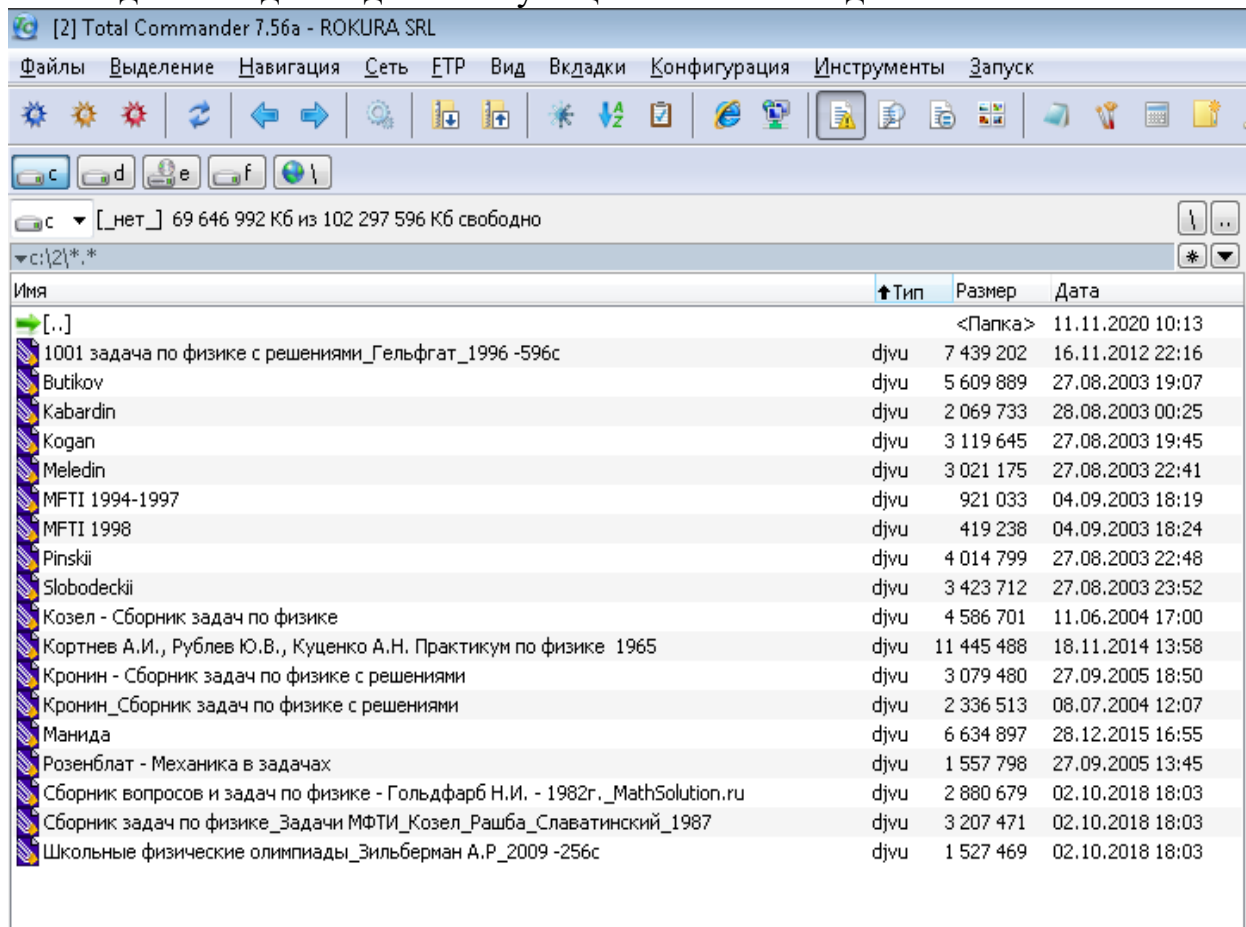 [2] Total Commander 7.56a - ROKURA SRL
Файлы Выделение Навигация Сеть FTP Вид Вкладки Конфигурация Инструменты Запуск
c d e f \
c [_нет_] 69 646 992 Кб из 102 297 596 Кб свободно \ ..
c:\2\*.* *
Имя Тип Размер Дата
[..] <Папка> 11.11.2020 10:13
1001 задача по физике с решениями_Гельфгат_1996 -596с djvu 7 439 202 16.11.2012 22:16
Butikov djvu 5 609 889 27.08.2003 19:07
Kabardin djvu 2 069 733 28.08.2003 00:25
Kogan djvu 3 119 645 27.08.2003 19:45
Meledin djvu 3 021 175 27.08.2003 22:41
MFTI 1994-1997 djvu 921 033 04.09.2003 18:19
MFTI 1998 djvu 419 238 04.09.2003 18:24
Pinskii djvu 4 014 799 27.08.2003 22:48
Slobodeckii djvu 3 423 712 27.08.2003 23:52
Козел - Сборник задач по физике djvu 4 586 701 11.06.2004 17:00
Кортнев А.И., Рублев Ю.В., Куценко А.Н. Практикум по физике 1965 djvu 11 445 488 18.11.2014 13:58
Кронин - Сборник задач по физике с решениями djvu 3 079 480 27.09.2005 18:50
Кронин_Сборник задач по физике с решениями djvu 2 336 513 08.07.2004 12:07
Манида djvu 6 634 897 28.12.2015 16:55
Розенблат - Механика в задачах djvu 1 557 798 27.09.2005 13:45
Сборник вопросов и задач по физике - Гольдфарб Н.И. - 1982г._MathSolution.ru djvu 2 880 679 02.10.2018 18:03
Сборник задач по физике_Задачи МФТИ_Козел_Рашба_Славатинский_1987 djvu 3 207 471 02.10.2018 18:03
Школьные физические олимпиады_Зильберман А.Р_2009 -256с djvu 1 527 469 02.10.2018 18:03